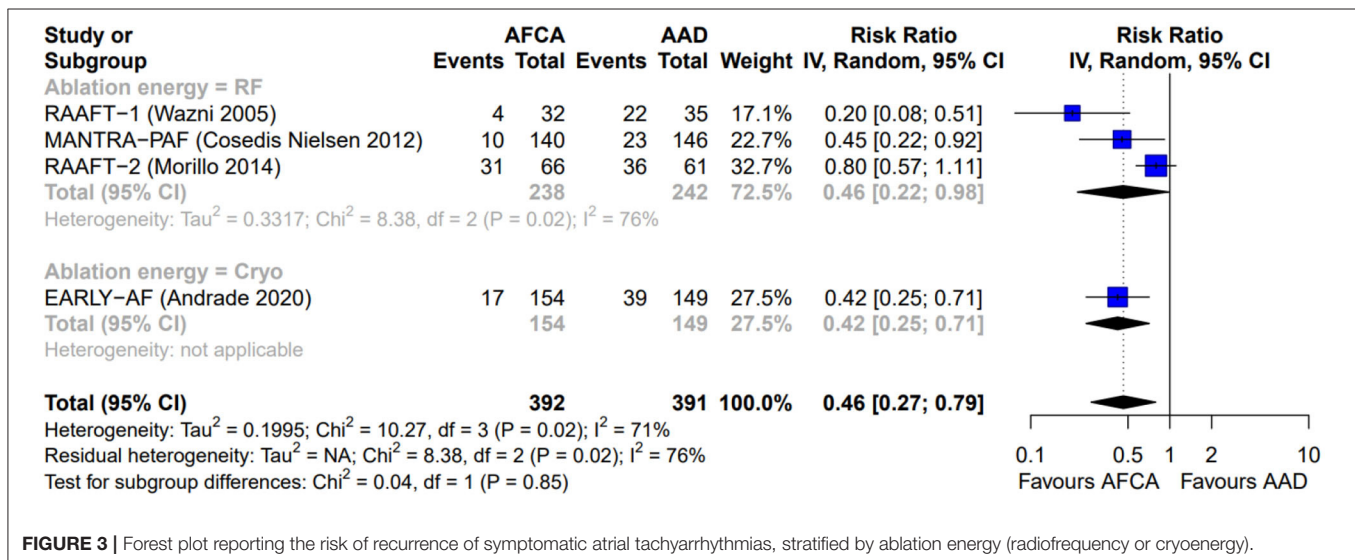 Study or AFCA AAD Risk Ratio Risk Ratio
Subgroup Events Total Events Total Weight IV, Random, 95% CI IV, Random, 95% CI
Ablation energy = RF
RAAFT−1 (Wazni 2005) 4 32 22 35 17.1% 0.20 [0.08; 0.51]
MANTRA−PAF (Cosedis Nielsen 2012) 10 140 23 146 22.7% 0.45 [0.22; 0.92]
RAAFT−2 (Morillo 2014) 31 66 36 61 32.7% 0.80 [0.57; 1.11]
Total (95% CI) 238 242 72.5% 0.46 [0.22; 0.98]
Heterogeneity: Tau² = 0.3317; Chi² = 8.38, df = 2 (P = 0.02); I² = 76%
Ablation energy = Cryo
EARLY−AF (Andrade 2020) 17 154 39 149 27.5% 0.42 [0.25; 0.71]
Total (95% CI) 154 149 27.5% 0.42 [0.25; 0.71]
Heterogeneity: not applicable
Total (95% CI) 392 391 100.0% 0.46 [0.27; 0.79]
Heterogeneity: Tau² = 0.1995; Chi² = 10.27, df = 3 (P = 0.02); I² = 71%
Residual heterogeneity: Tau² = NA; Chi² = 8.38, df = 2 (P = 0.02); I² = 76%
0.1 0.5 1 2 10
Test for subgroup differences: Chi² = 0.04, df = 1 (P = 0.85)
Favours AFCA Favours AAD
FIGURE 3 | Forest plot reporting the risk of recurrence of symptomatic atrial tachyarrhythmias, stratified by ablation energy (radiofrequency or cryoenergy).